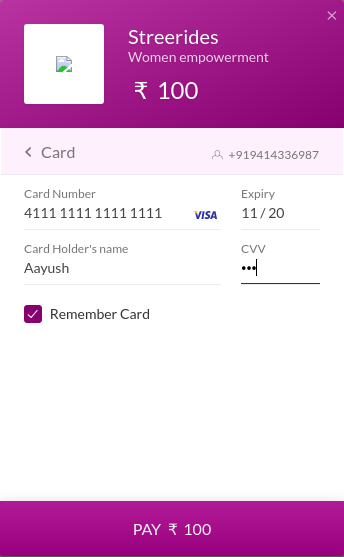 Streerides
Women empowerment
₹ 100
Card
+919414336987
Card Number
4111 1111 1111 1111
VISA
Expiry
11 / 20
Card Holder's name
Aayush
CVV
•••
Remember Card
PAY ₹ 100